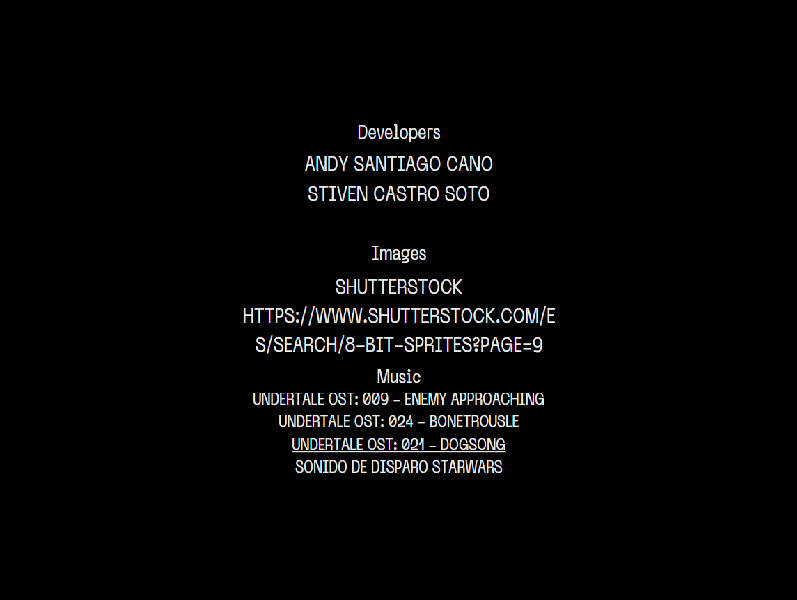 Developers
ANDY SANTIAGO CANO
STIVEN CASTRO SOTO
Images
SHUTTERSTOCK
HTTPS://WWW.SHUTTERSTOCK.COM/E
S/SEARCH/8-BIT-SPRITES?PAGE=9
Music
UNDERTALE OST: 009 - ENEMY APPROACHING
UNDERTALE OST: 024 - BONETROUSLE
UNDERTALE OST: 021 - DOGSONG
SONIDO DE DISPARO STARWARS